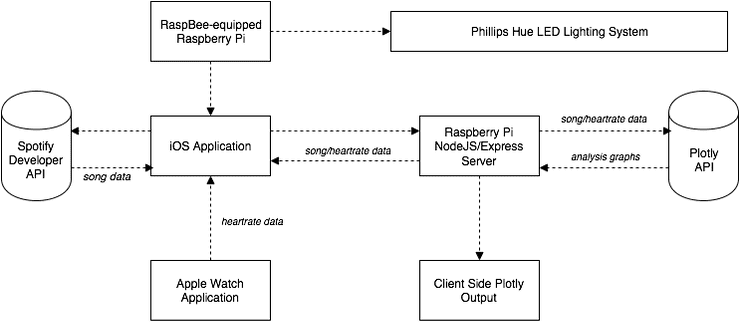 RaspBee-equipped
Raspberry Pi
Phillips Hue LED Lighting System
Spotify
Developer
API
song data
iOS Application
song/heartrate data
Raspberry Pi
NodeJS/Express
Server
song/heartrate data
analysis graphs
Plotly
API
heartrate data
Apple Watch
Application
Client Side Plotly
Output